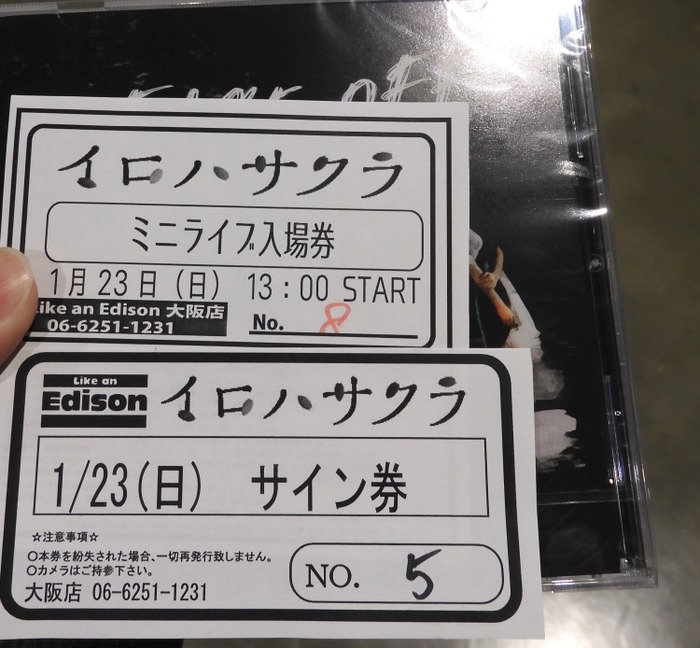 イロハサクラ
ミニライブ入場券
1月23日(日) 13:00 START
Like an Edison 大阪店
06-6251-1231
No. 8
Like an
Edison
イロハサクラ
1/23(日) サイン券
☆注意事項☆
○本券を紛失された場合、一切再発行致しません。
○カメラはご持参下さい。
大阪店 06-6251-1231
NO. 5